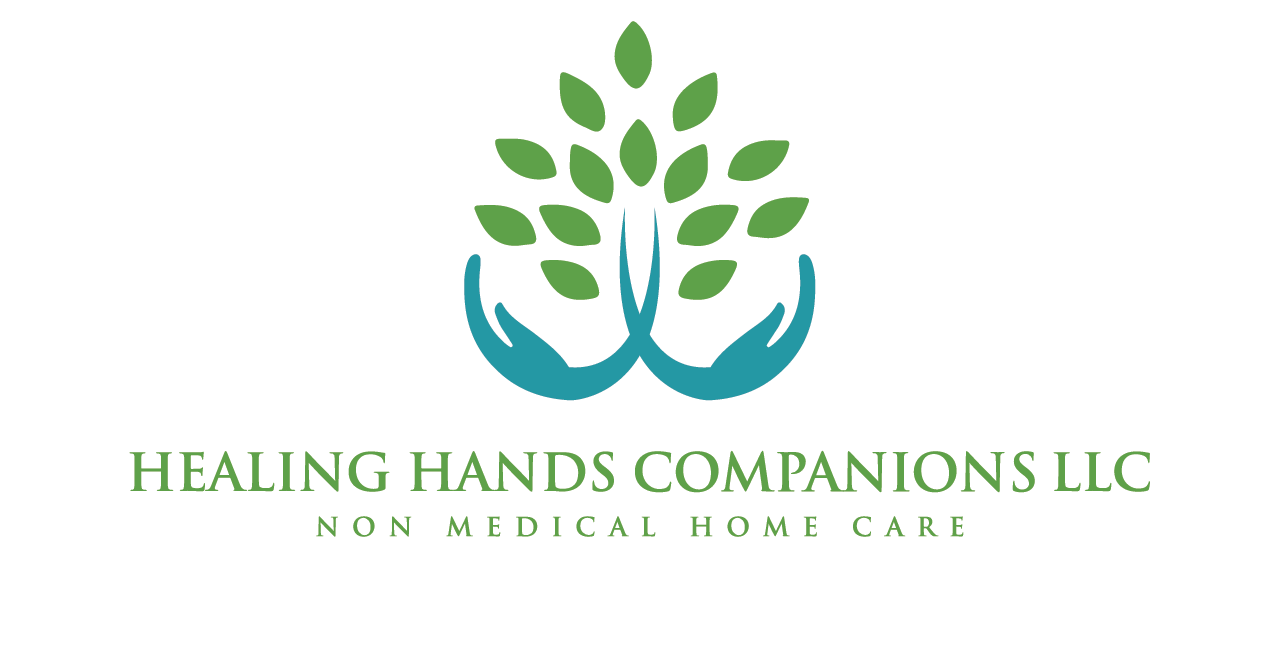 HEALING HANDS COMPANIONS LLC
NON MEDICAL HOME CARE